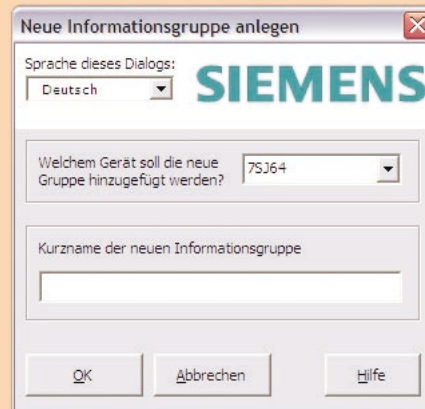 Neue Informationsgruppe anlegen
Sprache dieses Dialogs:
Deutsch
SIEMENS
Welchem Gerät soll die neue
Gruppe hinzugefügt werden?
7SJ64
Kurzname der neuen Informationsgruppe
OK
Abbrechen
Hilfe